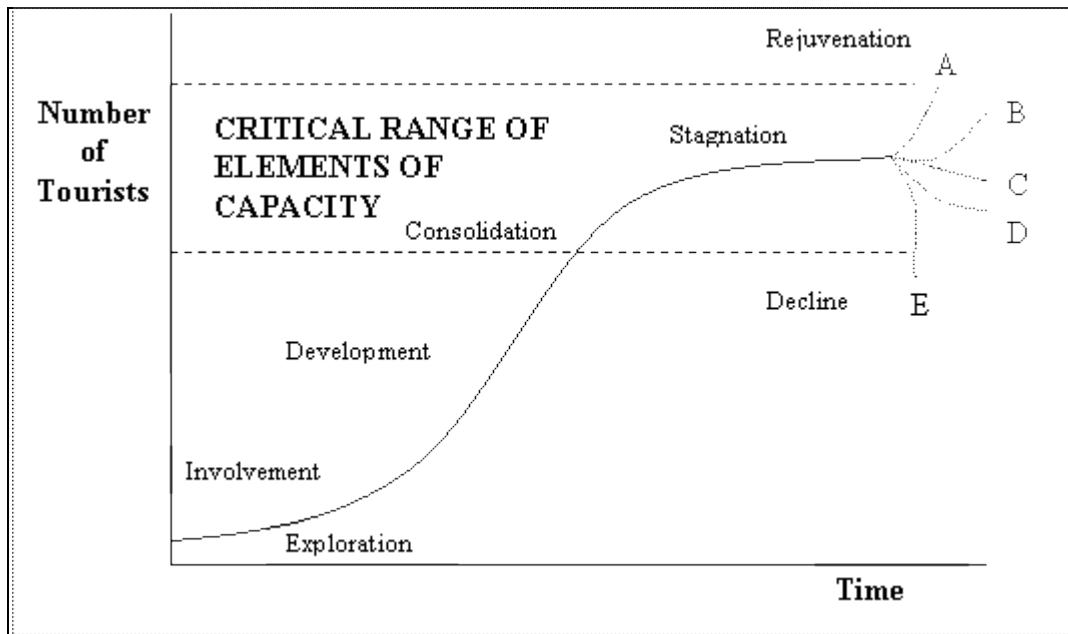 Rejuvenation
A
Number
of
Tourists
CRITICAL RANGE OF
ELEMENTS OF
CAPACITY
Stagnation
B
C
Consolidation
D
Decline
E
Development
Involvement
Exploration
Time